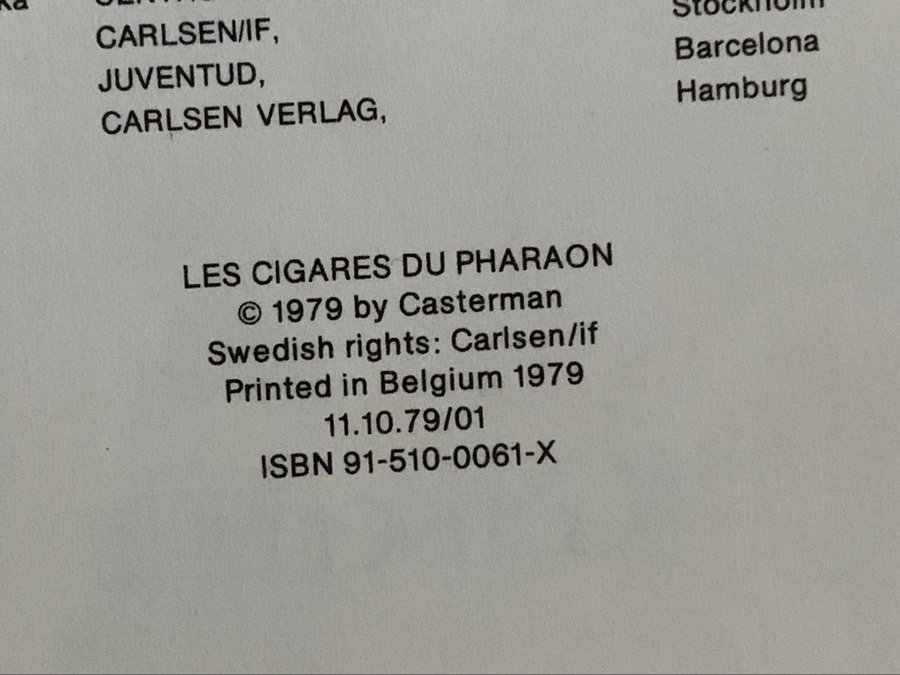 CARLSEN/IF, Stockholm
JUVENTUD, Barcelona
CARLSEN VERLAG, Hamburg
LES CIGARES DU PHARAON
© 1979 by Casterman
Swedish rights: Carlsen/if
Printed in Belgium 1979
11.10.79/01
ISBN 91-510-0061-X